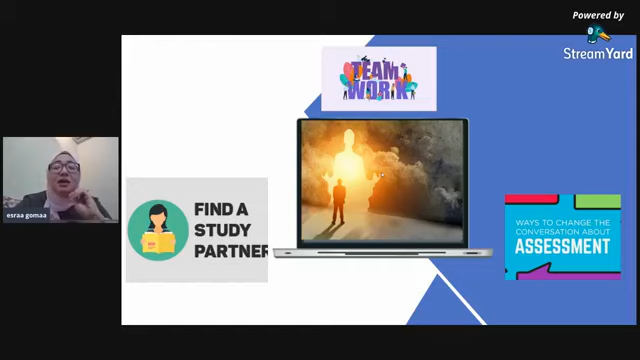 Powered by
StreamYard
TEAM
WORK
FIND A
STUDY
PARTNER
WAYS TO CHANGE THE
CONVERSATION ABOUT
ASSESSMENT
esraa gomaa